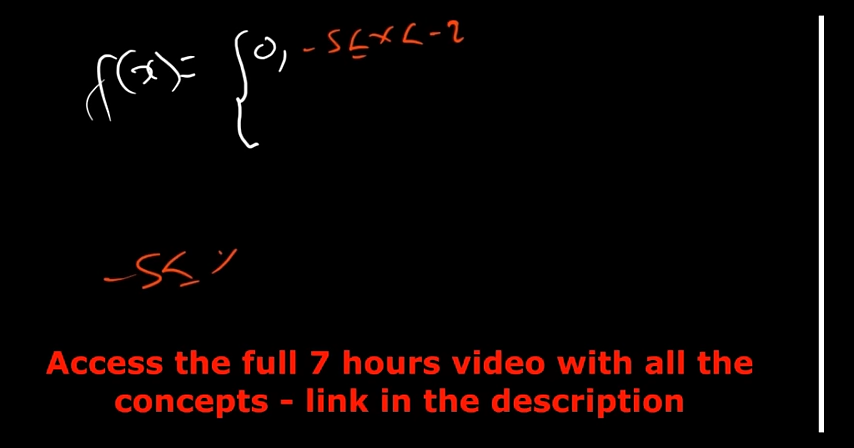 f(x)= { 0, -5 ≤ x < -2
-5 ≤ x
Access the full 7 hours video with all the
concepts - link in the description